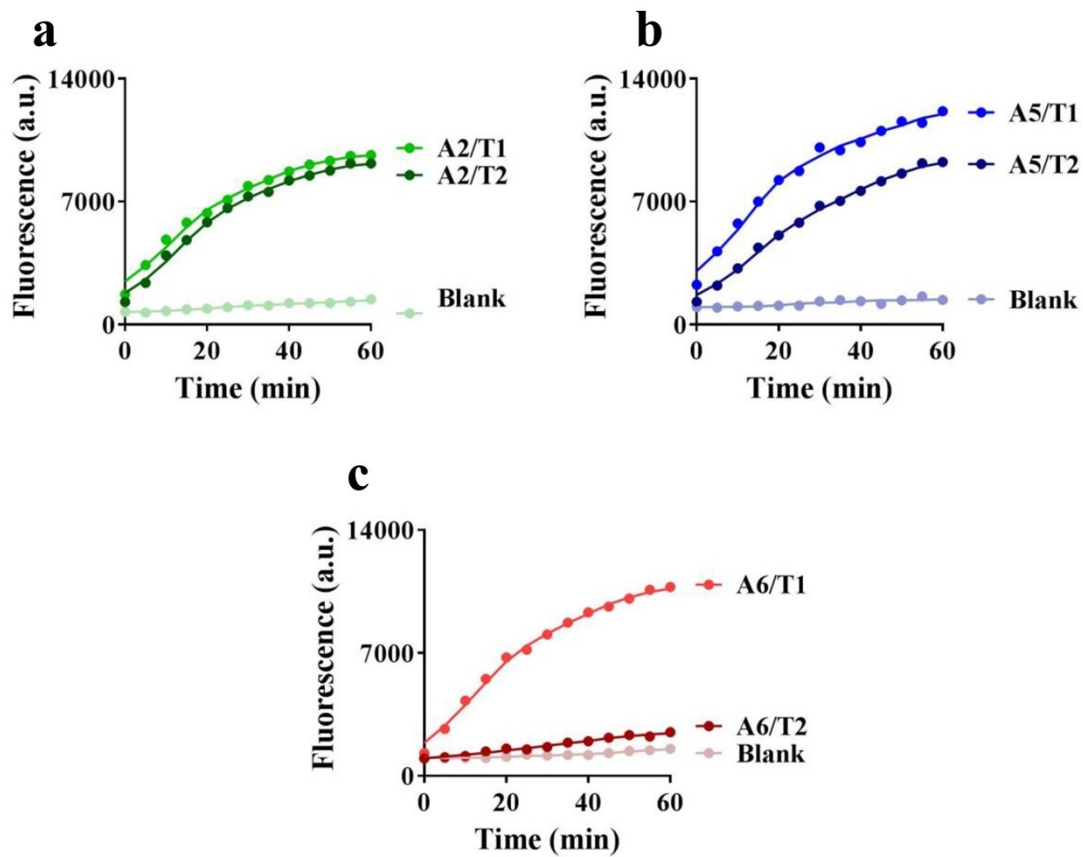 a
14000
7000
0
Fluorescence (a.u.)
0 20 40 60
Time (min)
A2/T1
A2/T2
Blank
b
14000
7000
0
Fluorescence (a.u.)
0 20 40 60
Time (min)
A5/T1
A5/T2
Blank
c
14000
7000
0
Fluorescence (a.u.)
0 20 40 60
Time (min)
A6/T1
A6/T2
Blank